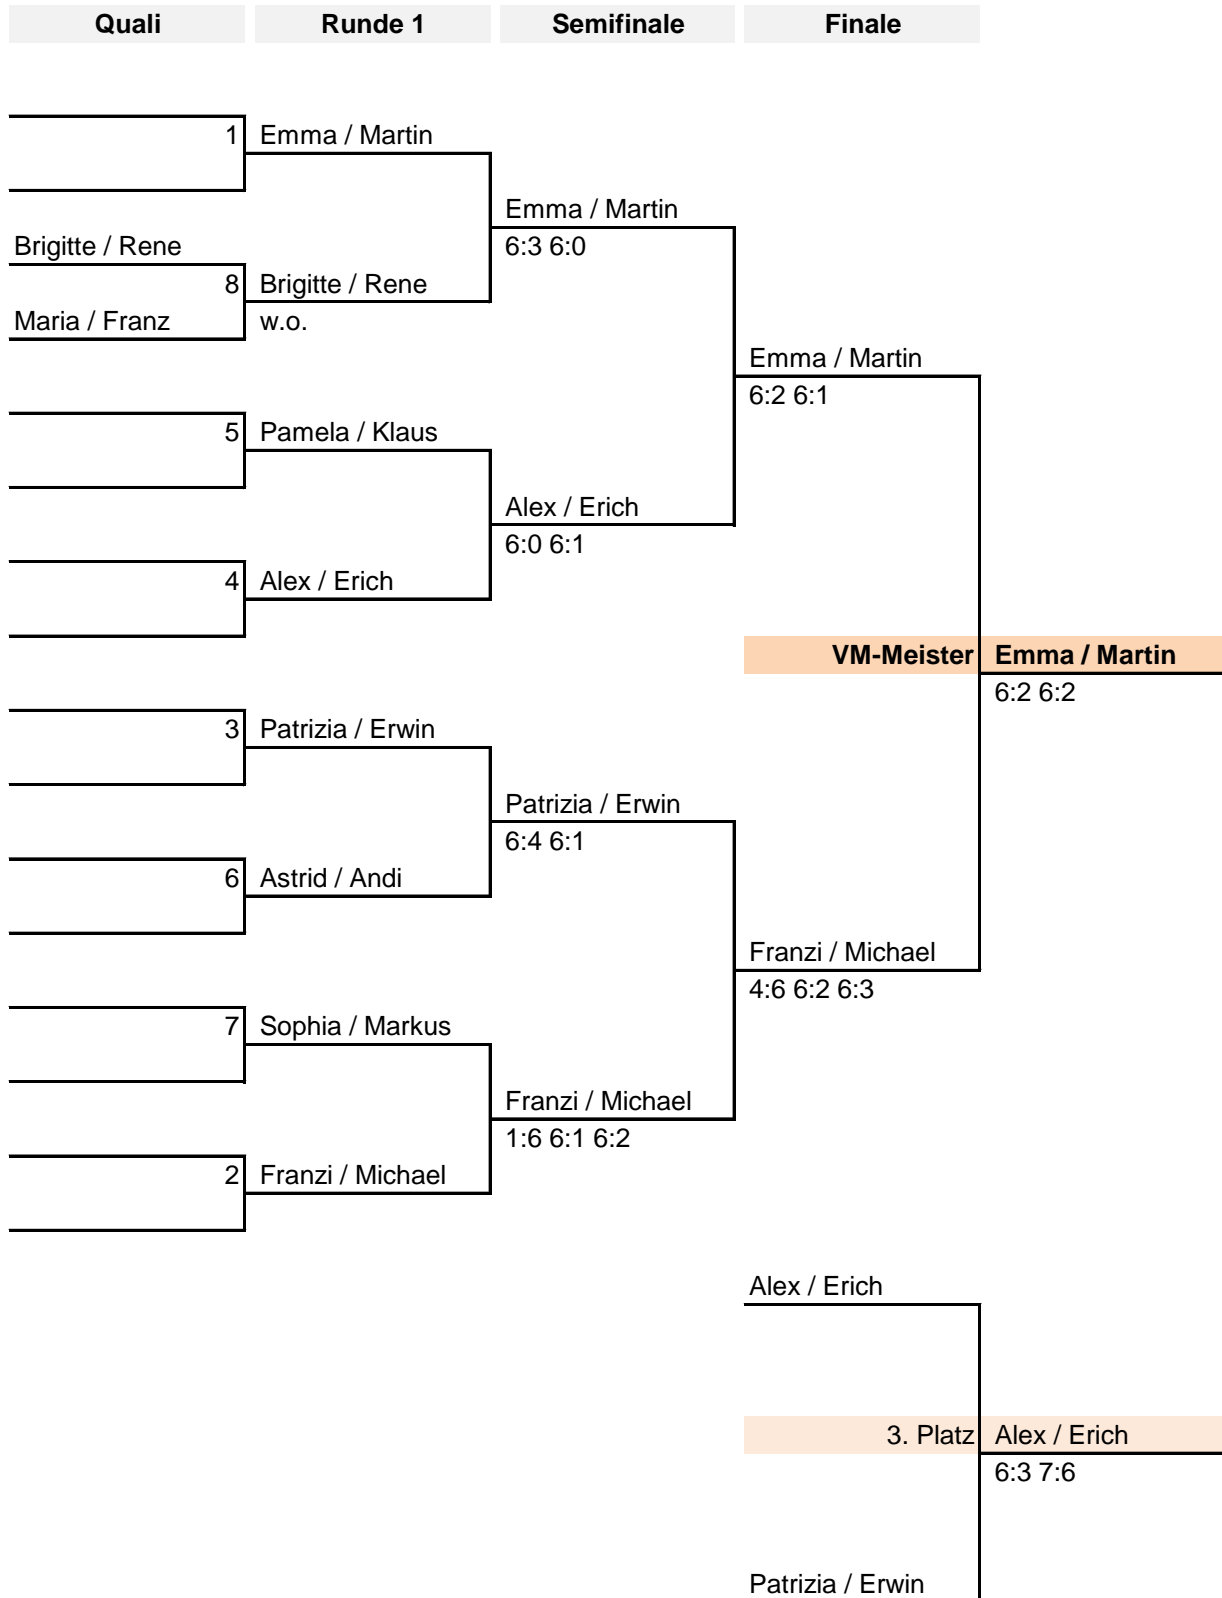 Quali Runde 1 Semifinale Finale
1 Emma / Martin
Emma / Martin
Brigitte / Rene 6:3 6:0
8 Brigitte / Rene
Maria / Franz w.o.
Emma / Martin
6:2 6:1
5 Pamela / Klaus
Alex / Erich
6:0 6:1
4 Alex / Erich
VM-Meister Emma / Martin
6:2 6:2
3 Patrizia / Erwin
Patrizia / Erwin
6:4 6:1
6 Astrid / Andi
Franzi / Michael
4:6 6:2 6:3
7 Sophia / Markus
Franzi / Michael
1:6 6:1 6:2
2 Franzi / Michael
Alex / Erich
3. Platz Alex / Erich
6:3 7:6
Patrizia / Erwin